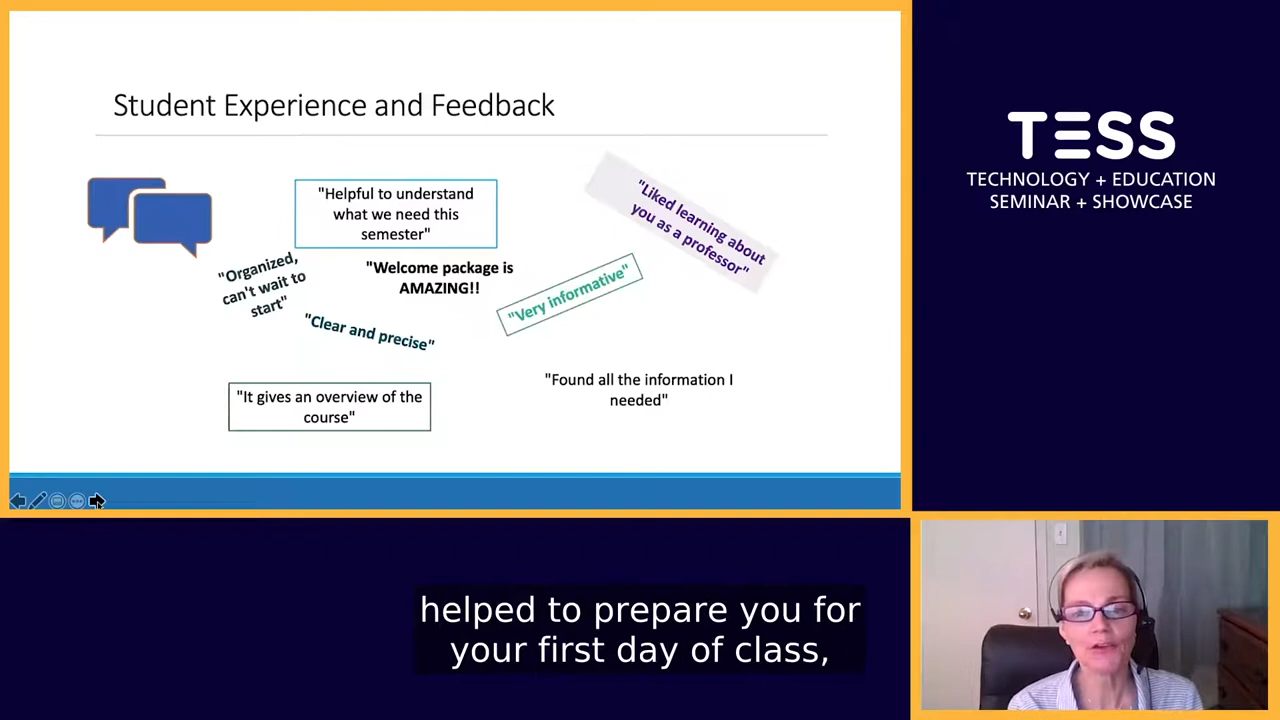 Student Experience and Feedback
"Helpful to understand
what we need this
semester"
"Liked learning about
you as a professor"
"Organized,
can't wait to
start"
"Welcome package is
AMAZING!!
"Very informative"
"Clear and precise"
"It gives an overview of the
course"
"Found all the information I
needed"
TESS
TECHNOLOGY + EDUCATION
SEMINAR + SHOWCASE
helped to prepare you for
your first day of class,